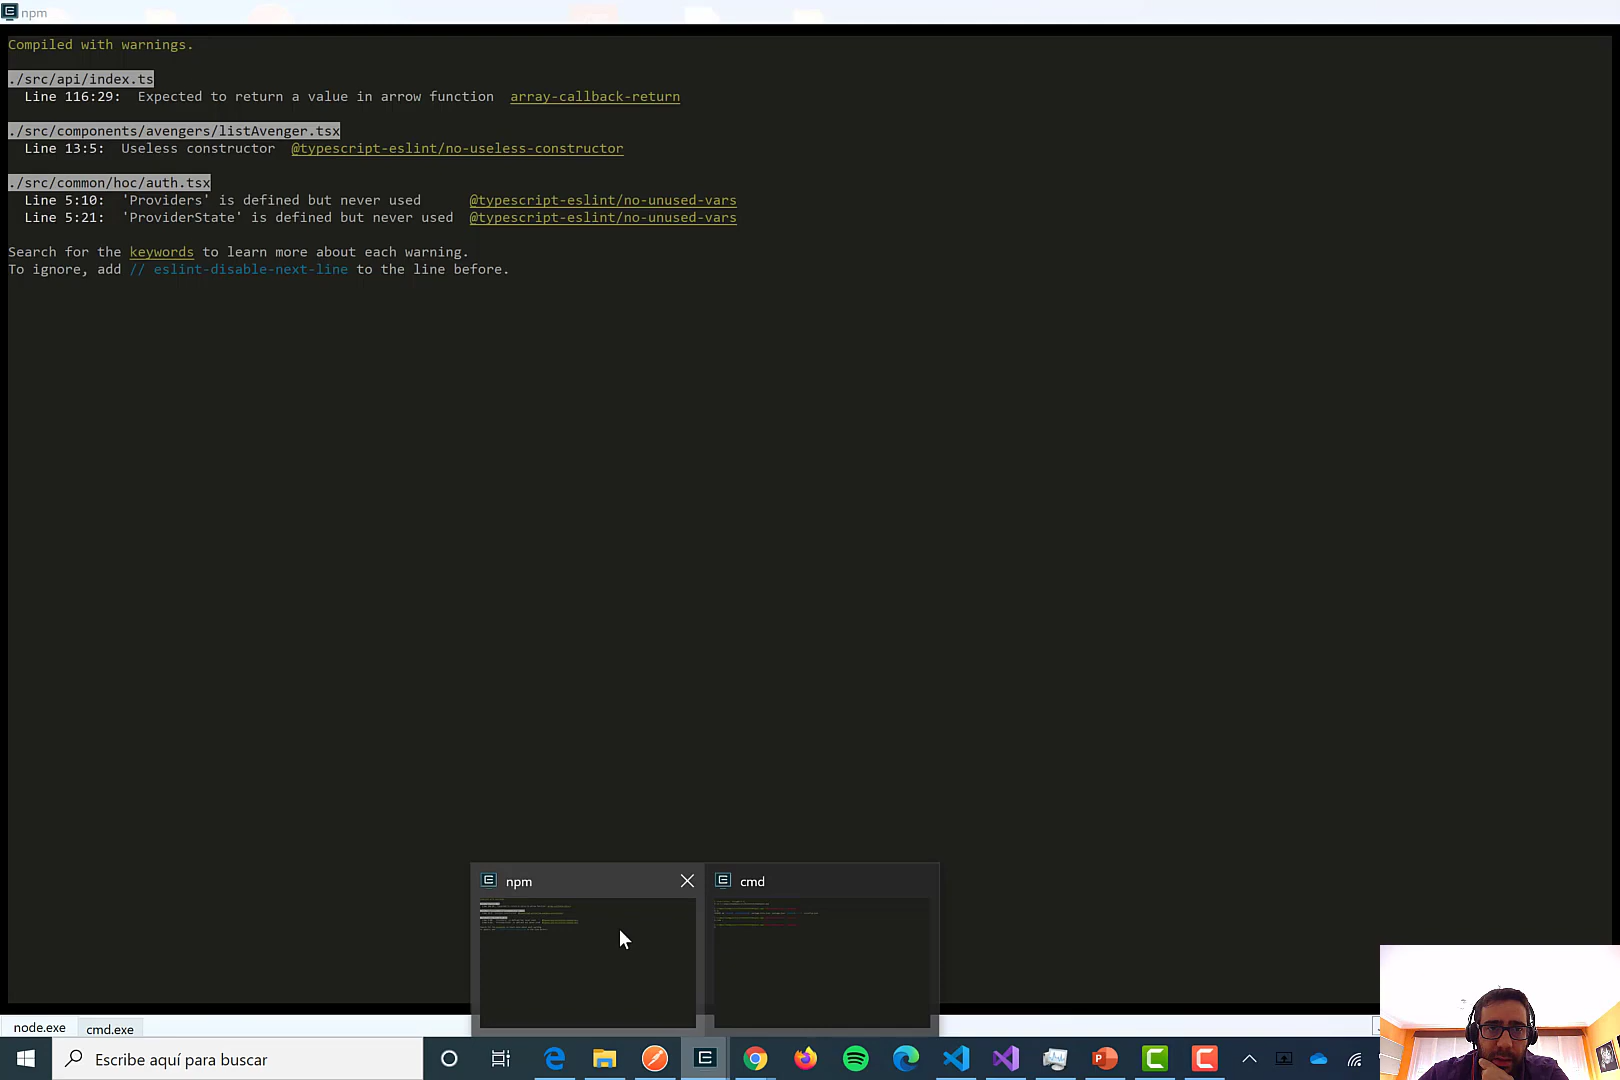 npm
Compiled with warnings.
./src/api/index.ts
Line 116:29:  Expected to return a value in arrow function  array-callback-return
./src/components/avengers/listAvenger.tsx
Line 13:5:  Useless constructor  @typescript-eslint/no-useless-constructor
./src/common/hoc/auth.tsx
Line 5:10:  'Providers' is defined but never used  @typescript-eslint/no-unused-vars
Line 5:21:  'ProviderState' is defined but never used  @typescript-eslint/no-unused-vars
Search for the keywords to learn more about each warning.
To ignore, add // eslint-disable-next-line to the line before.
npm
cmd
node.exe
cmd.exe
Escribe aquí para buscar